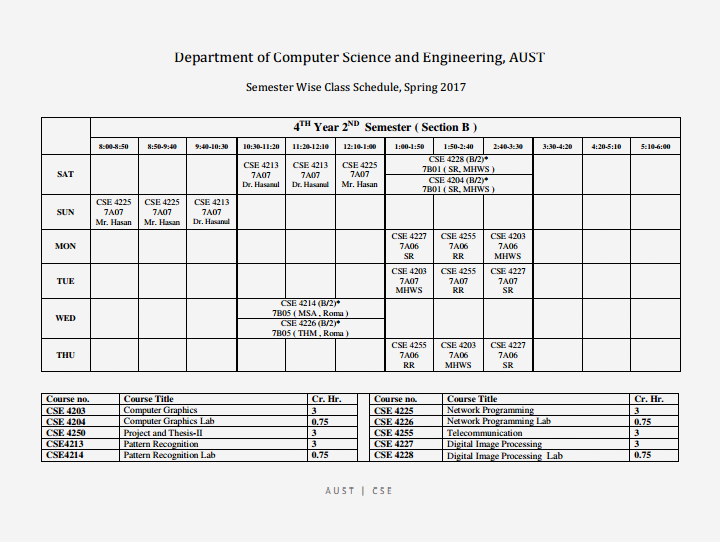 Department of Computer Science and Engineering, AUST
Semester Wise Class Schedule, Spring 2017
4TH Year 2ND Semester ( Section B )
8:00-8:50 8:50-9:40 9:40-10:30 10:30-11:20 11:20-12:10 12:10-1:00 1:00-1:50 1:50-2:40 2:40-3:30 3:30-4:20 4:20-5:10 5:10-6:00
SAT
CSE 4213
7A07
Dr. Hasanul
CSE 4213
7A07
Dr. Hasanul
CSE 4225
7A07
Mr. Hasan
CSE 4228 (B/2)*
7B01 ( SR, MHWS )
CSE 4204 (B/2)*
7B01 ( SR, MHWS )
SUN
CSE 4225
7A07
Mr. Hasan
CSE 4225
7A07
Mr. Hasan
CSE 4213
7A07
Dr. Hasanul
MON
CSE 4227
7A06
SR
CSE 4255
7A06
RR
CSE 4203
7A06
MHWS
TUE
CSE 4203
7A07
MHWS
CSE 4255
7A07
RR
CSE 4227
7A07
SR
WED
CSE 4214 (B/2)*
7B05 ( MSA , Roma )
CSE 4226 (B/2)*
7B05 ( THM , Roma )
THU
CSE 4255
7A06
RR
CSE 4203
7A06
MHWS
CSE 4227
7A06
SR
Course no. Course Title Cr. Hr.
CSE 4203 Computer Graphics 3
CSE 4204 Computer Graphics Lab 0.75
CSE 4250 Project and Thesis-II 3
CSE4213 Pattern Recognition 3
CSE4214 Pattern Recognition Lab 0.75
Course no. Course Title Cr. Hr.
CSE 4225 Network Programming 3
CSE 4226 Network Programming Lab 0.75
CSE 4255 Telecommunication 3
CSE 4227 Digital Image Processing 3
CSE 4228 Digital Image Processing Lab 0.75
AUST | CSE